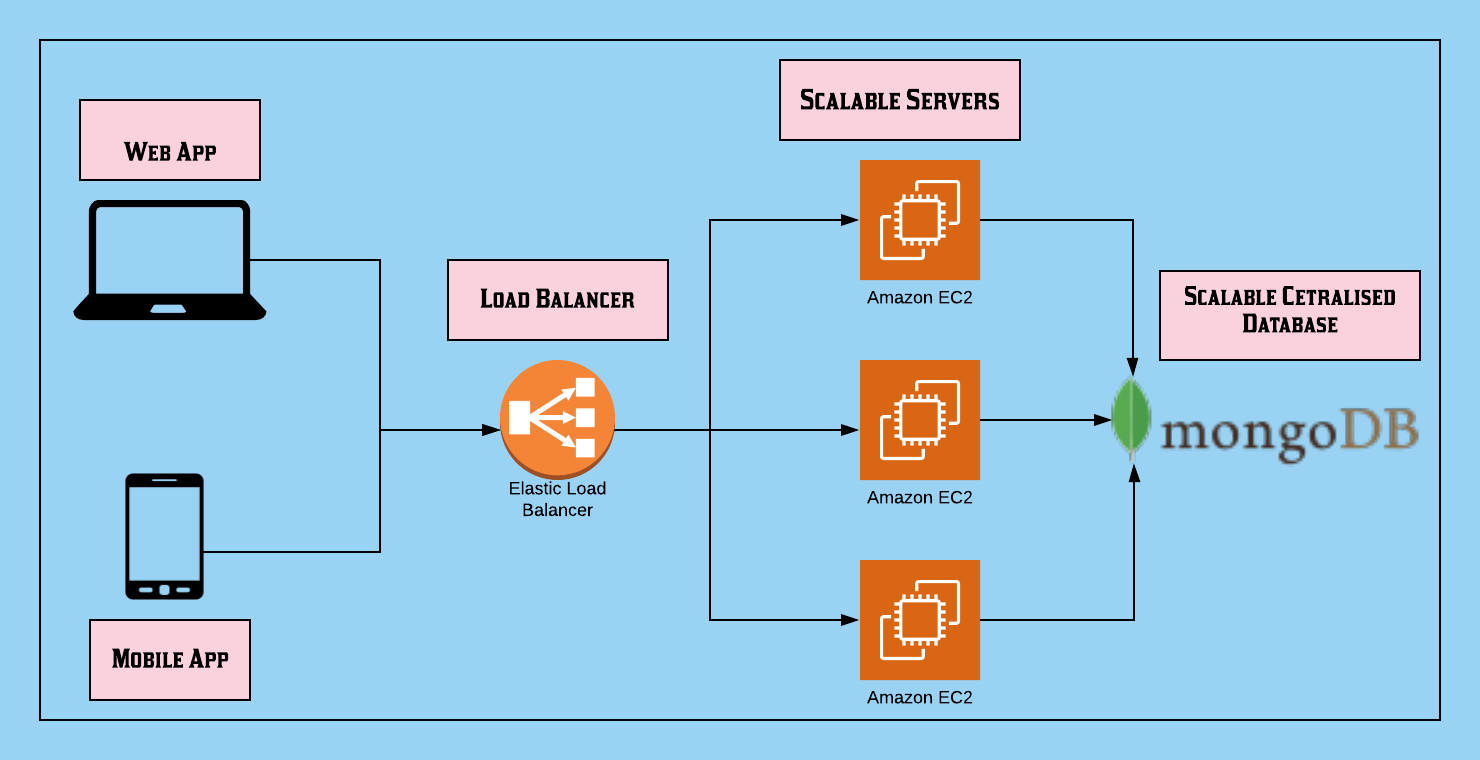 Scalable Servers
Web App
Load Balancer
Amazon EC2
Scalable Cetralised
Database
mongoDB
Elastic Load
Balancer
Amazon EC2
Mobile App
Amazon EC2